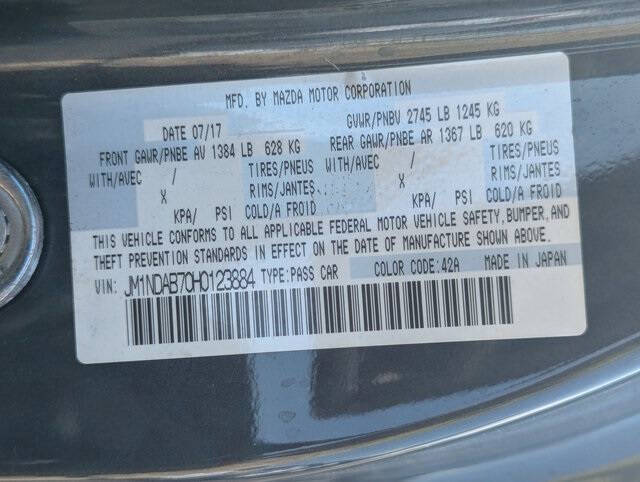 MFD. BY MAZDA MOTOR CORPORATION
DATE 07/17 GVWR/PNBV 2745 LB 1245 KG
FRONT GAWR/PNBE AV 1384 LB 628 KG REAR GAWR/PNBE AR 1367 LB 620 KG
WITH/AVEC / TIRES/PNEUS WITH/AVEC / TIRES/PNEUS
X RIMS/JANTES X RIMS/JANTES
KPA/ PSI COLD/A FROID KPA/ PSI COLD/A FROID
THIS VEHICLE CONFORMS TO ALL APPLICABLE FEDERAL MOTOR VEHICLE SAFETY, BUMPER, AND
THEFT PREVENTION STANDARDS IN EFFECT ON THE DATE OF MANUFACTURE SHOWN ABOVE.
VIN: JM1NDAB70H0123884 TYPE:PASS CAR COLOR CODE:42A MADE IN JAPAN